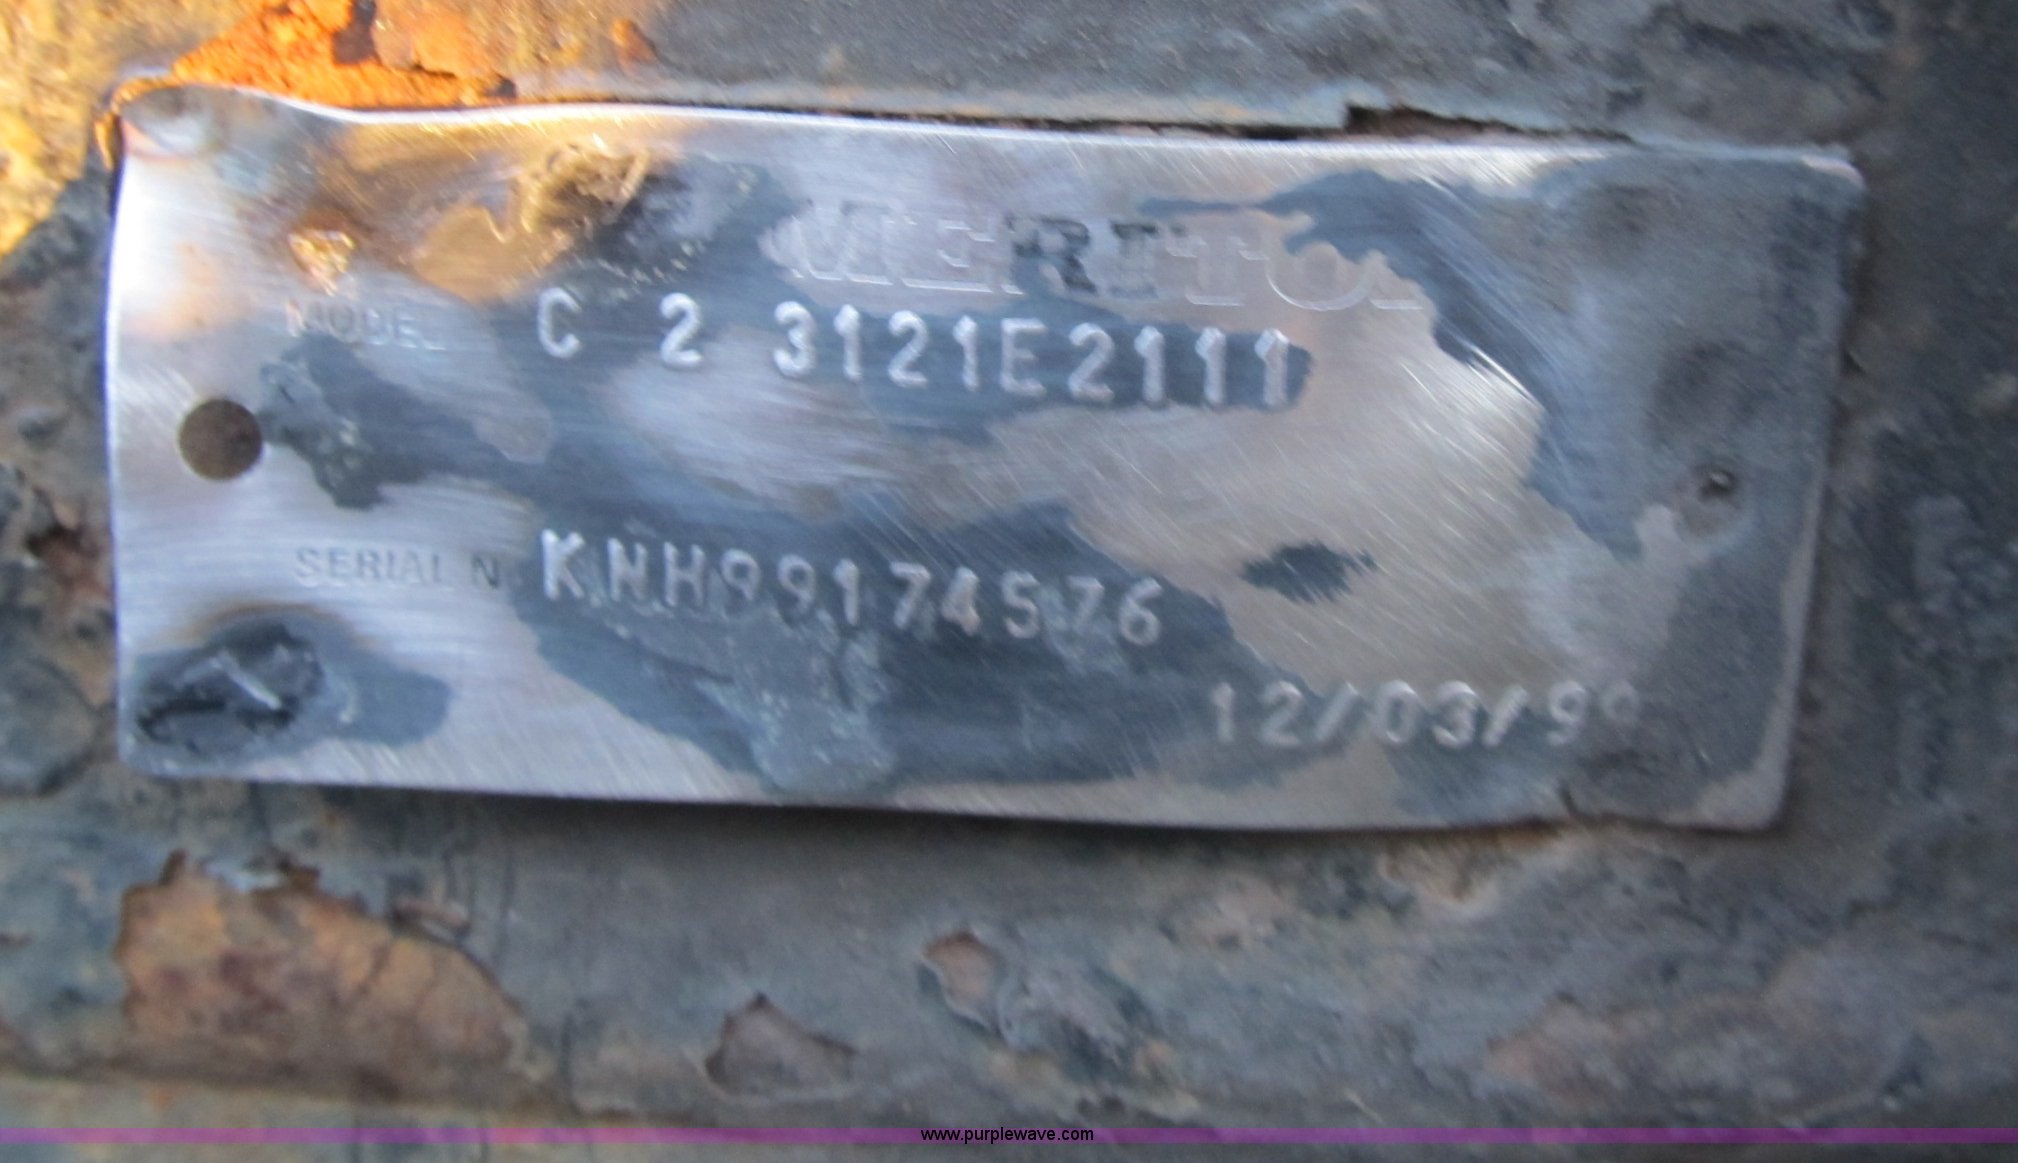 MERITOR
MODEL C 2 3121E2111
SERIAL N KNH99174576
12/03/99
www.purplewave.com